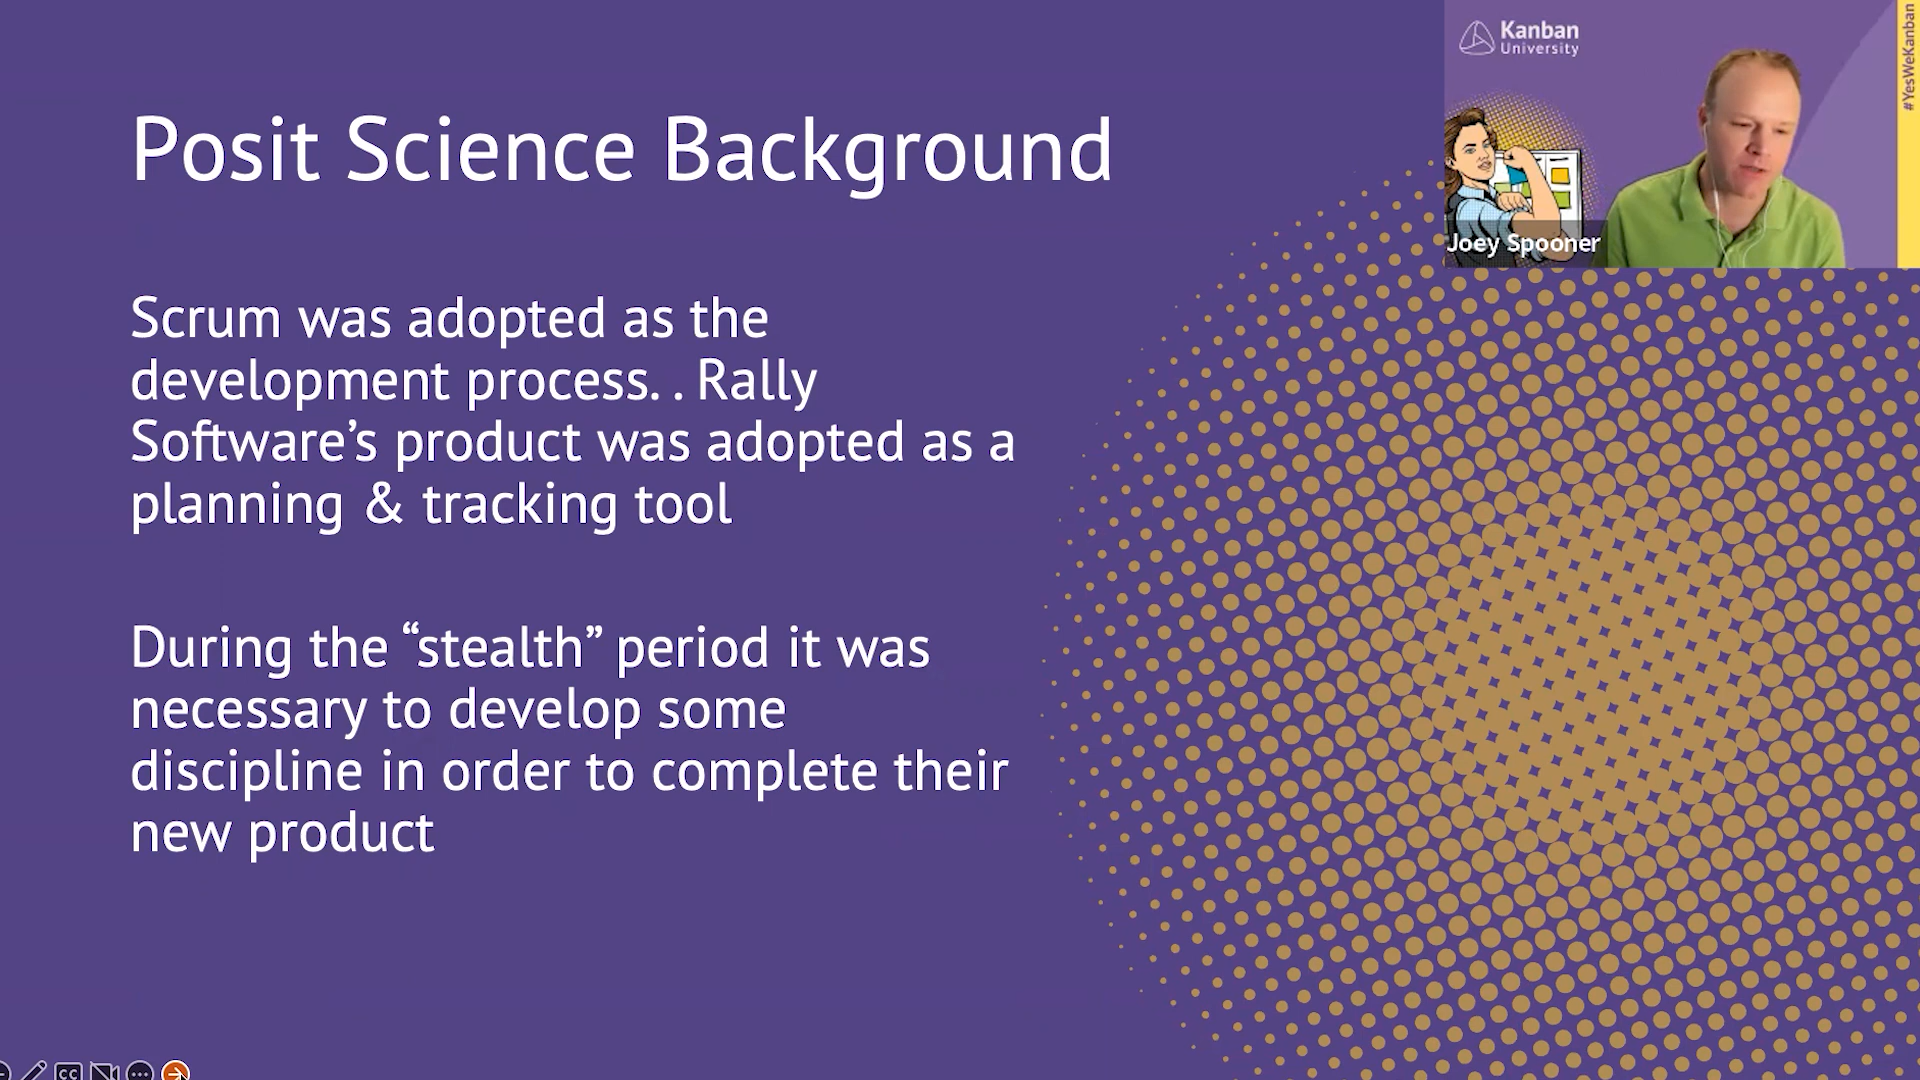 Posit Science Background
Scrum was adopted as the
development process. . Rally
Software’s product was adopted as a
planning & tracking tool
During the “stealth” period it was
necessary to develop some
discipline in order to complete their
new product
Kanban
University
#YesWeKanban
Joey Spooner
CC